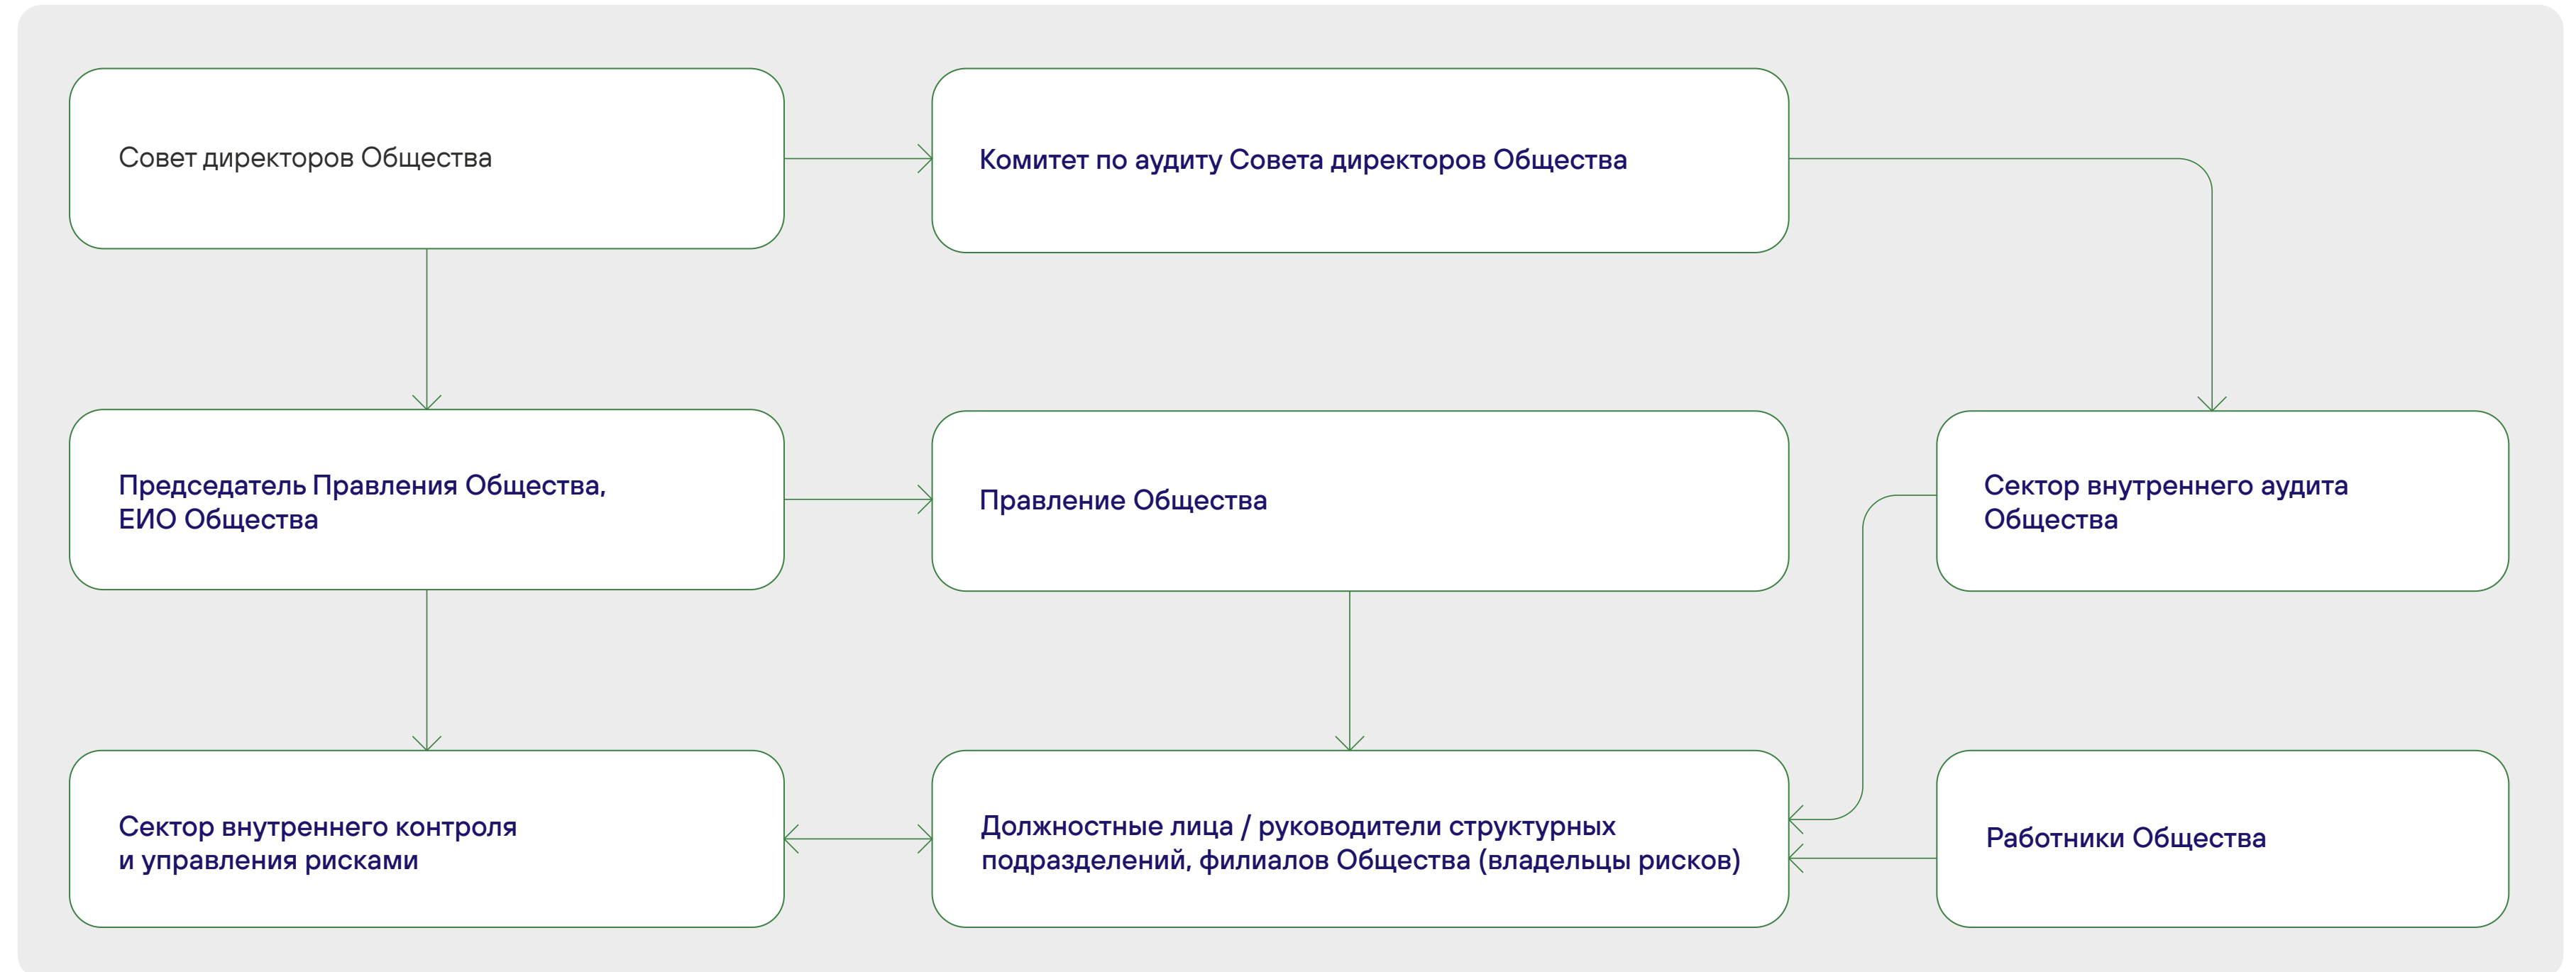 Совет директоров Общества
Комитет по аудиту Совета директоров Общества
Председатель Правления Общества,
ЕИО Общества
Правление Общества
Сектор внутреннего аудита
Общества
Сектор внутреннего контроля
и управления рисками
Должностные лица / руководители структурных
подразделений, филиалов Общества (владельцы рисков)
Работники Общества